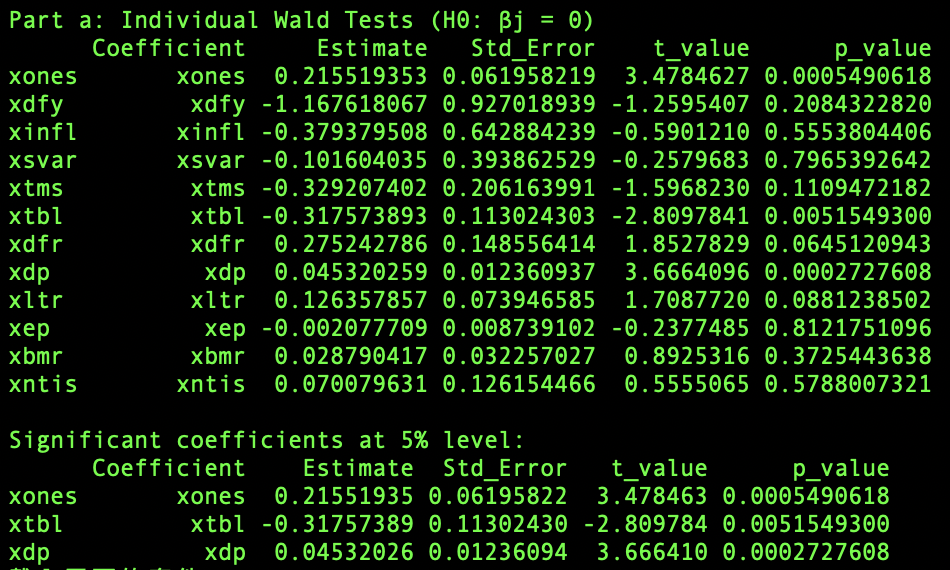 Part a: Individual Wald Tests (H0: βj = 0)
Coefficient Estimate Std_Error t_value p_value
xones xones 0.215519353 0.061958219 3.4784627 0.0005490618
xdfy xdfy -1.167618067 0.927018939 -1.2595407 0.2084322820
xinfl xinfl -0.379379508 0.642884239 -0.5901210 0.5553804406
xsvar xsvar -0.101604035 0.393862529 -0.2579683 0.7965392642
xtms xtms -0.329207402 0.206163991 -1.5968230 0.1109472182
xtbl xtbl -0.317573893 0.113024303 -2.8097841 0.0051549300
xdfr xdfr 0.275242786 0.148556414 1.8527829 0.0645120943
xdp xdp 0.045320259 0.012360937 3.6664096 0.0002727608
xltr xltr 0.126357857 0.073946585 1.7087720 0.0881238502
xep xep -0.002077709 0.008739102 -0.2377485 0.8121751096
xbmr xbmr 0.028790417 0.032257027 0.8925316 0.3725443638
xntis xntis 0.070079631 0.126154466 0.5555065 0.5788007321
Significant coefficients at 5% level:
Coefficient Estimate Std_Error t_value p_value
xones xones 0.21551935 0.06195822 3.478463 0.0005490618
xtbl xtbl -0.31757389 0.11302430 -2.809784 0.0051549300
xdp xdp 0.04532026 0.01236094 3.666410 0.0002727608